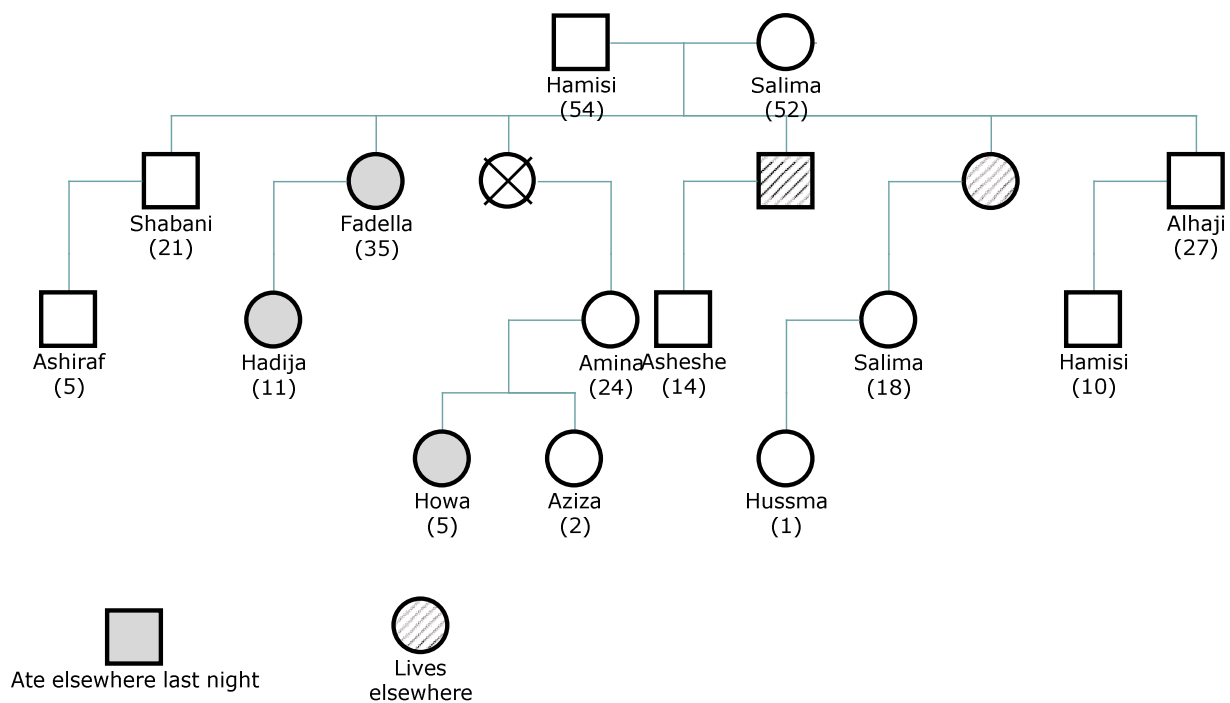 Hamisi
(54)
Salima
(52)
Shabani
(21)
Fadella
(35)
Alhaji
(27)
Ashiraf
(5)
Hadija
(11)
Amina
(24)
Asheshe
(14)
Salima
(18)
Hamisi
(10)
Howa
(5)
Aziza
(2)
Hussma
(1)
Ate elsewhere last night
Lives
elsewhere